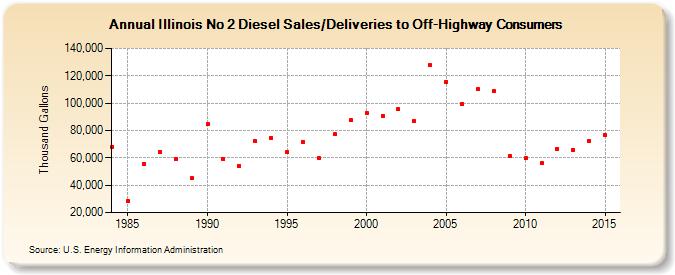 Annual Illinois No 2 Diesel Sales/Deliveries to Off-Highway Consumers
Thousand Gallons
140,000
120,000
100,000
80,000
60,000
40,000
20,000
1985 1990 1995 2000 2005 2010 2015
Source: U.S. Energy Information Administration